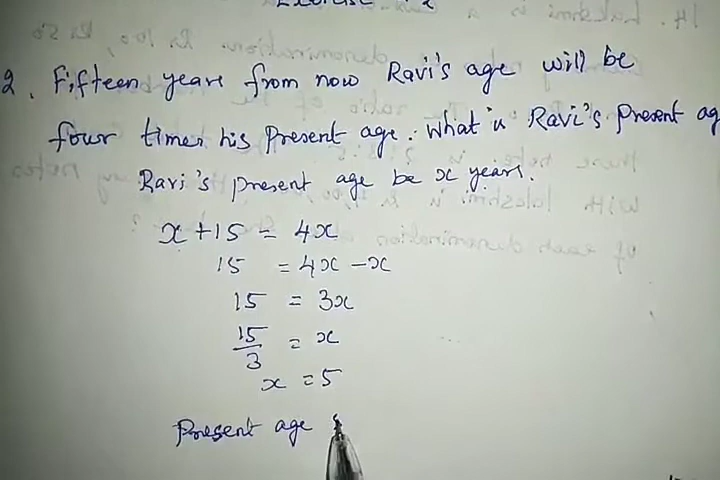 2. Fifteen years from now Ravi's age will be
four times his Present age. What is Ravi's Present ag
Ravi's present age be x years.
x + 15 = 4x
15 = 4x - x
15 = 3x
15/3 = x
x = 5
Present age